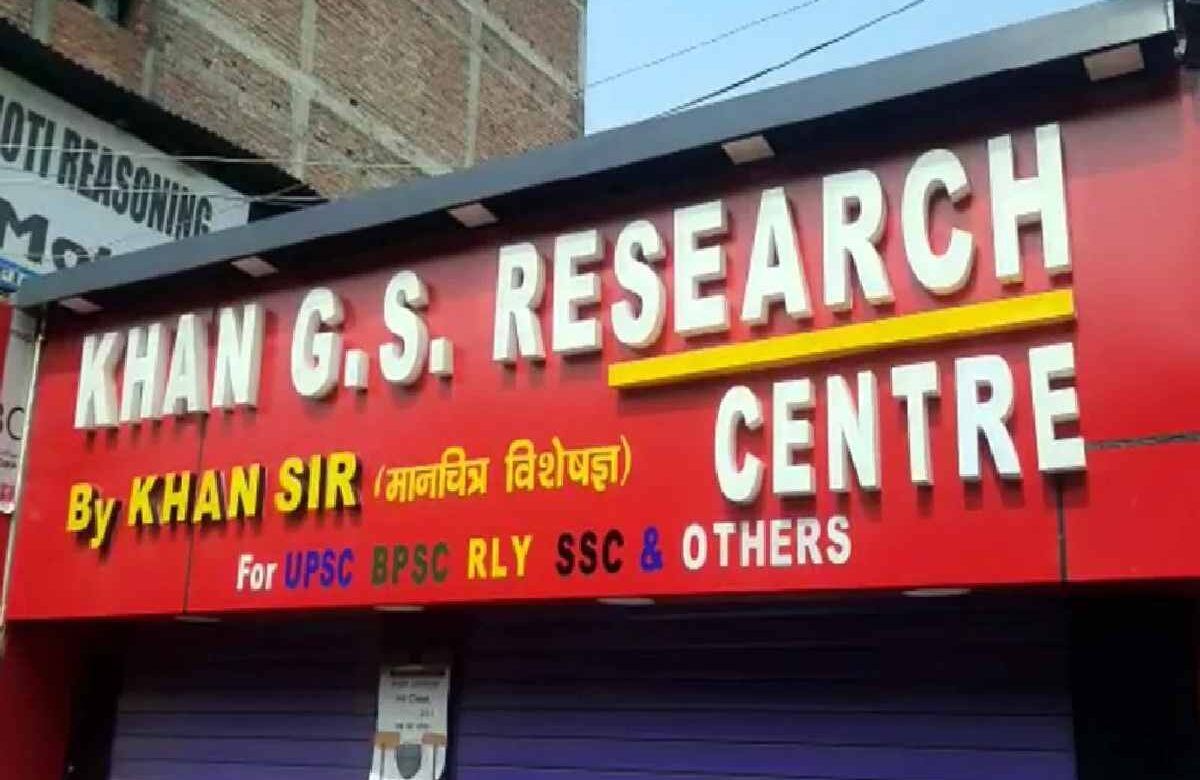 OTI REASONING
KHAN G.S. RESEARCH
CENTRE
By KHAN SIR (मानचित्र विशेषज्ञ)
For UPSC BPSC RLY SSC & OTHERS